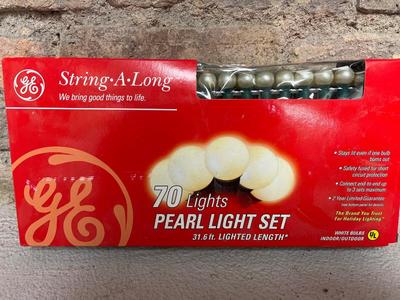 GE
String·A·Long
We bring good things to life.
• Stays lit even if one bulb
burns out
• Safety fused for short
circuit protection
• Connect end to end up
to 3 sets maximum
• 2 Year Limited Guarantee
The Brand You Trust
For Holiday Lighting.™
70 Lights
PEARL LIGHT SET
31.6 ft. LIGHTED LENGTH*
WHITE BULBS
INDOOR/OUTDOOR
UL
GE